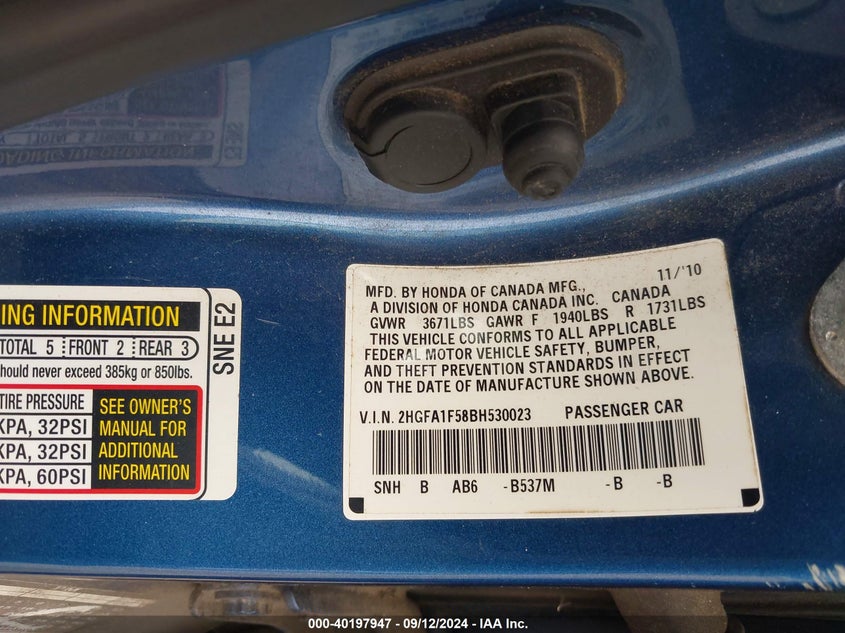 ING INFORMATION
TOTAL 5 FRONT 2 REAR 3
hould never exceed 385kg or 850lbs.
TIRE PRESSURE
KPA, 32PSI
KPA, 32PSI
KPA, 60PSI
SEE OWNER'S
MANUAL FOR
ADDITIONAL
INFORMATION
SNE E2
11/'10
MFD. BY HONDA OF CANADA MFG.,
A DIVISION OF HONDA CANADA INC. CANADA
GVWR 3671LBS GAWR F 1940LBS R 1731LBS
THIS VEHICLE CONFORMS TO ALL APPLICABLE
FEDERAL MOTOR VEHICLE SAFETY, BUMPER,
AND THEFT PREVENTION STANDARDS IN EFFECT
ON THE DATE OF MANUFACTURE SHOWN ABOVE.
V.I.N. 2HGFA1F58BH530023 PASSENGER CAR
SNH B AB6 -B537M -B -B
000-40197947 - 09/12/2024 - IAA Inc.